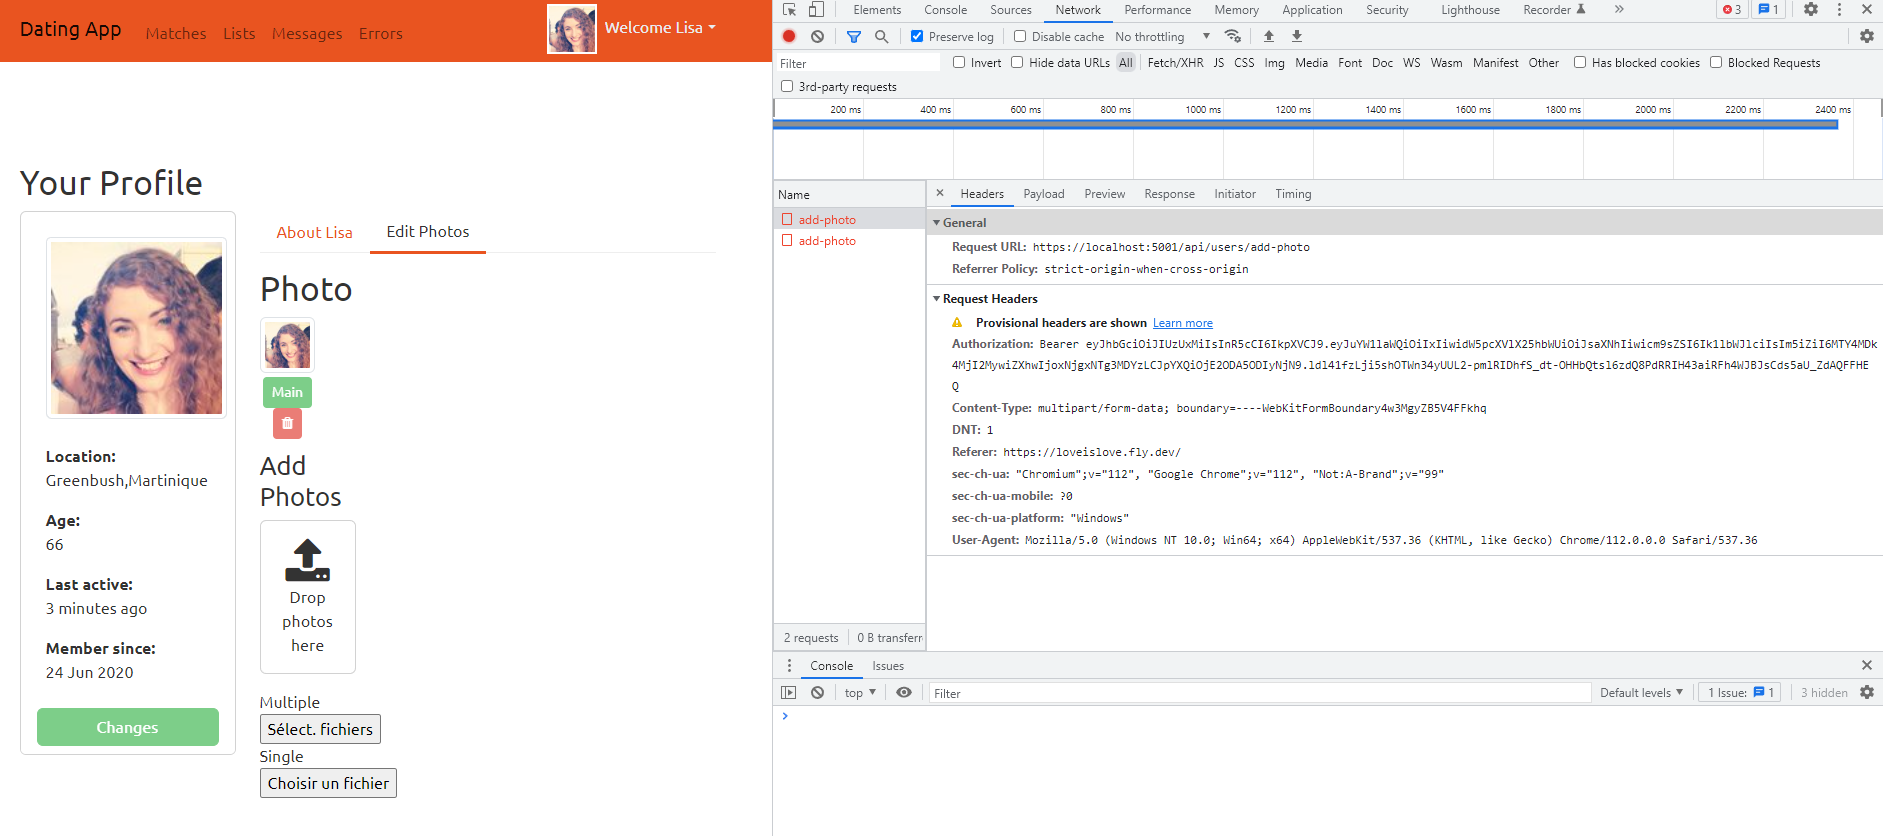 Dating App
Matches Lists Messages Errors
Welcome Lisa
Your Profile
Location:
Greenbush,Martinique
Age:
66
Last active:
3 minutes ago
Member since:
24 Jun 2020
Changes
About Lisa Edit Photos
Photo
Main
Add
Photos
Drop
photos
here
Multiple
Sélect. fichiers
Single
Choisir un fichier
Elements Console Sources Network Performance Memory Application Security Lighthouse Recorder 3 1
Preserve log Disable cache No throttling
Filter Invert Hide data URLs All Fetch/XHR JS CSS Img Media Font Doc WS Wasm Manifest Other Has blocked cookies Blocked Requests
3rd-party requests
200 ms 400 ms 600 ms 800 ms 1000 ms 1200 ms 1400 ms 1600 ms 1800 ms 2000 ms 2200 ms 2400 ms
Name
add-photo
add-photo
2 requests 0 B transferr
× Headers Payload Preview Response Initiator Timing
General
Request URL: https://localhost:5001/api/users/add-photo
Referrer Policy: strict-origin-when-cross-origin
Request Headers
Provisional headers are shown Learn more
Authorization: Bearer
Content-Type: multipart/form-data; boundary=----WebKitFormBoundary4w3MgyZB5V4FFkhq
DNT: 1
Referer: https://loveislove.fly.dev/
sec-ch-ua: "Chromium";v="112", "Google Chrome";v="112", "Not:A-Brand";v="99"
sec-ch-ua-mobile: ?0
sec-ch-ua-platform: "Windows"
User-Agent: Mozilla/5.0 (Windows NT 10.0; Win64; x64) AppleWebKit/537.36 (KHTML, like Gecko) Chrome/112.0.0.0 Safari/537.36
Console Issues
top Filter Default levels 1 Issue: 1 3 hidden